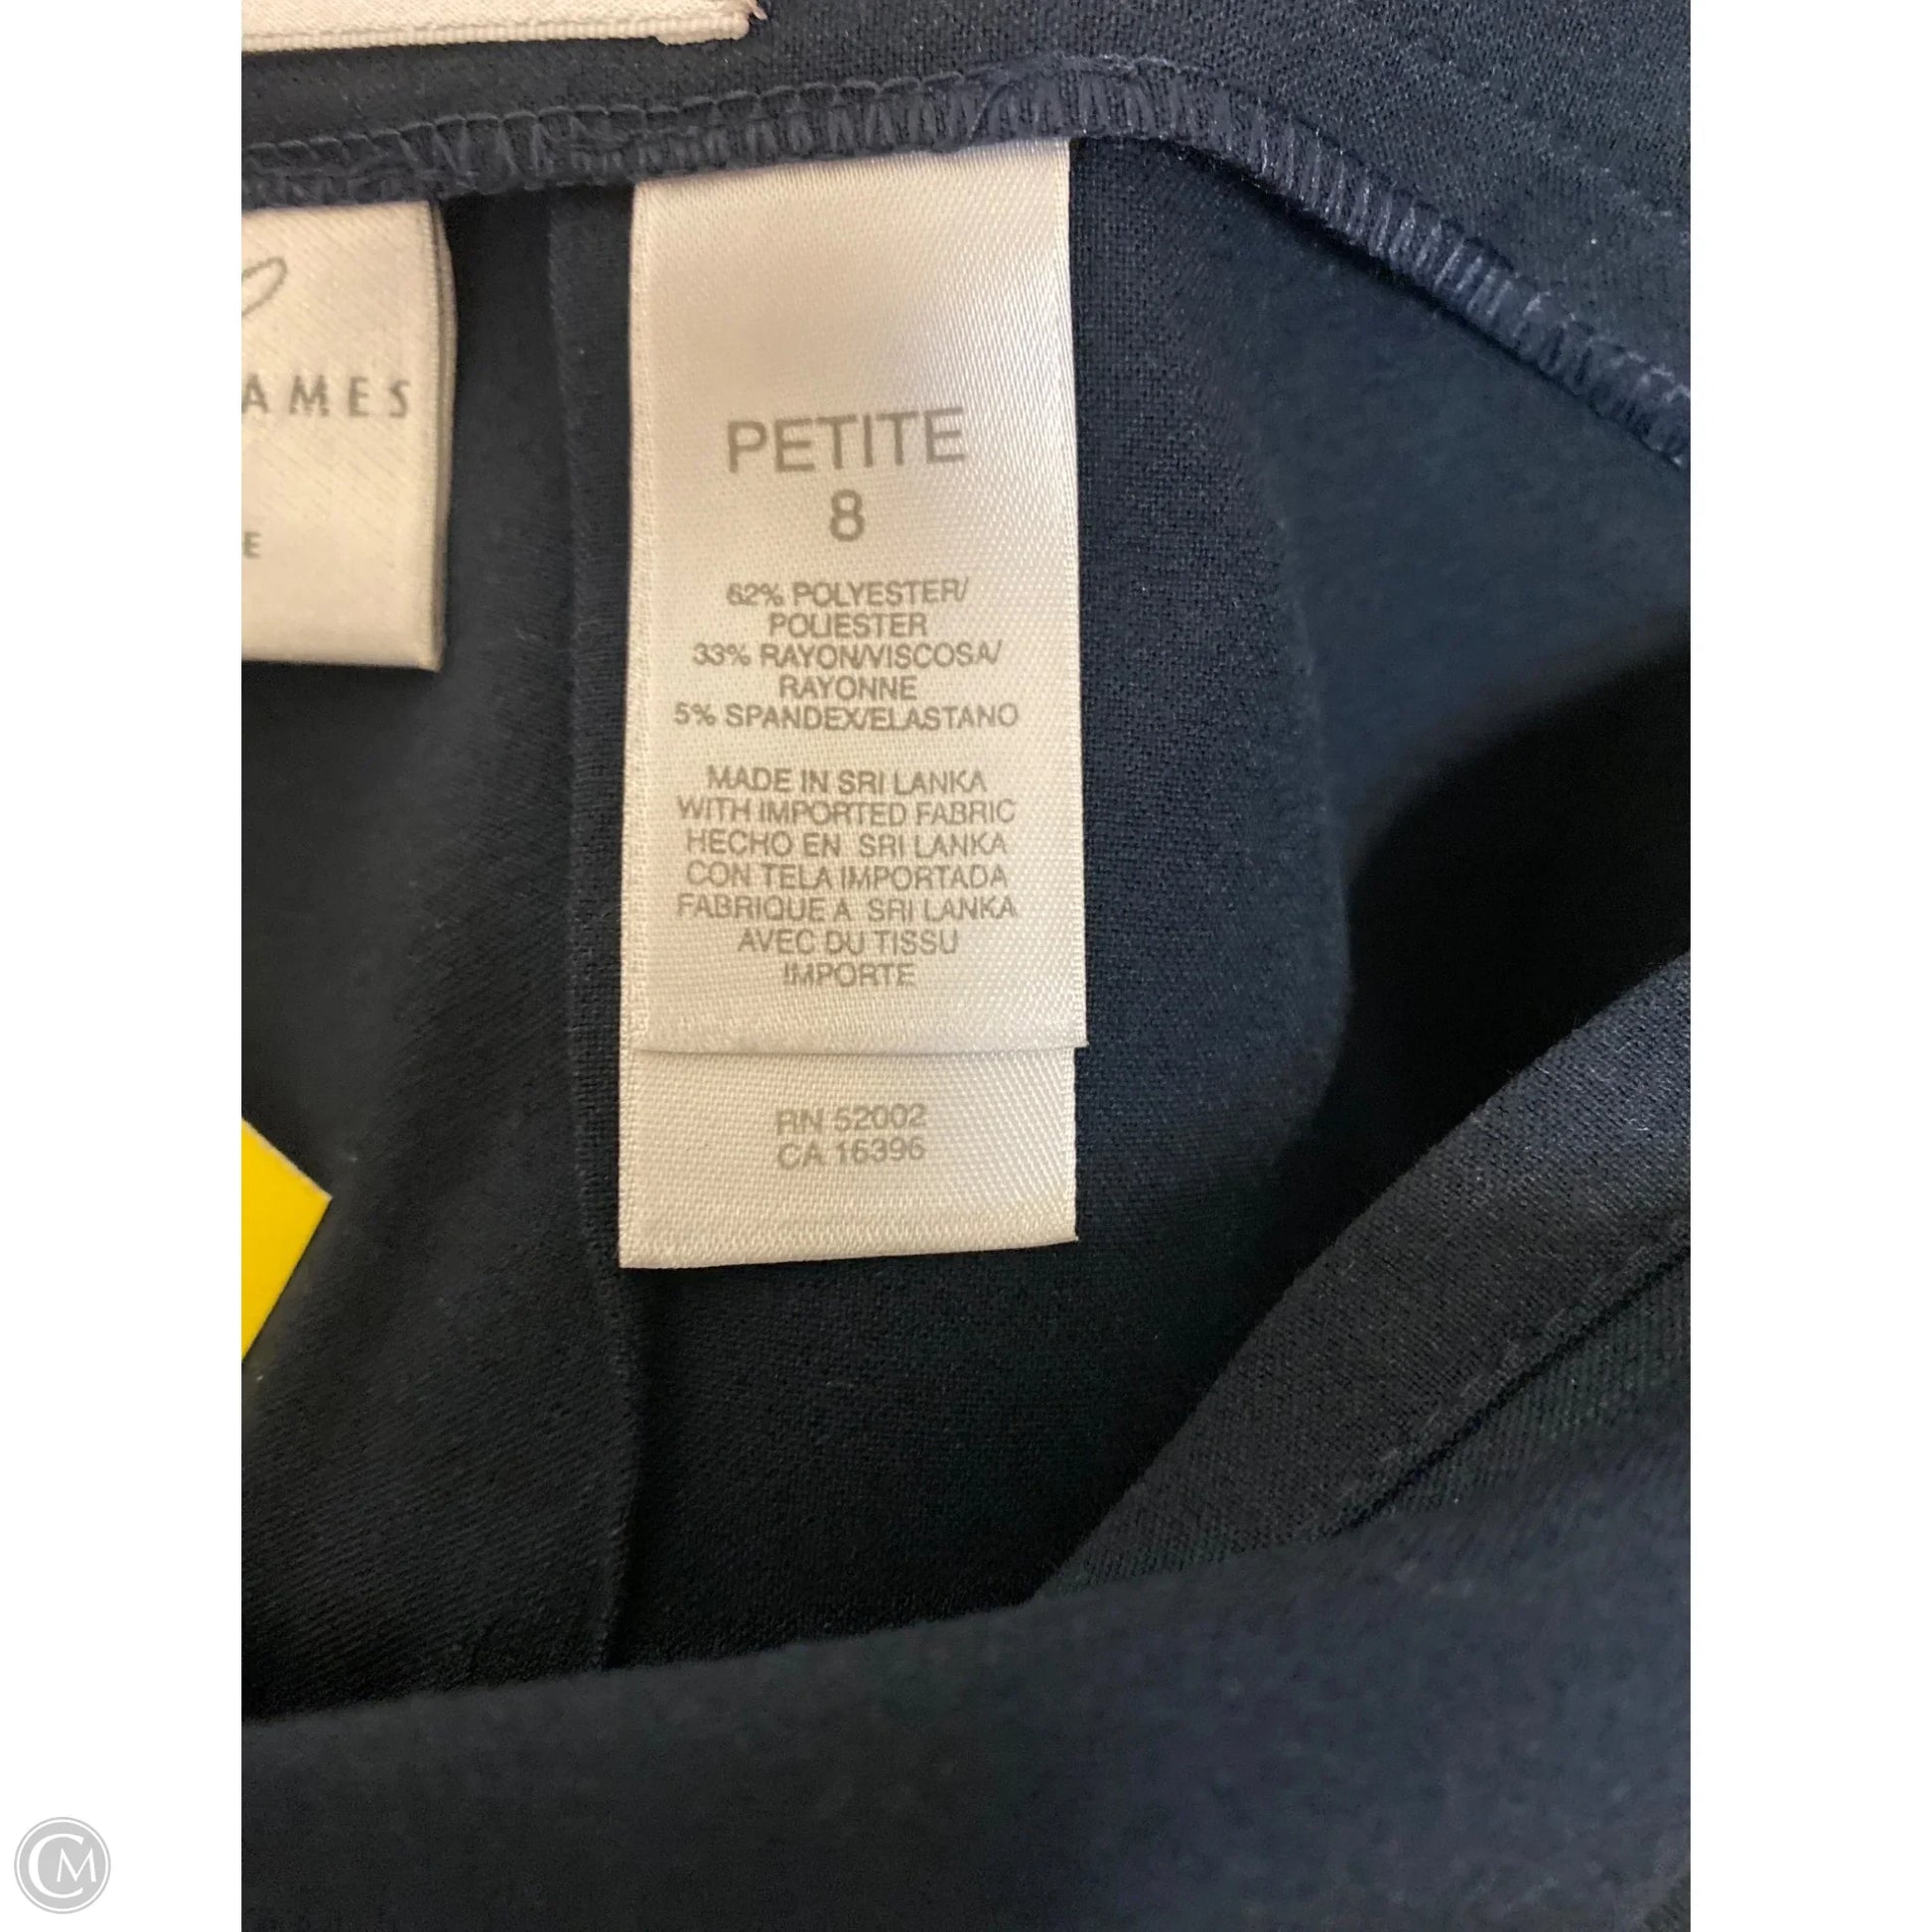 AMES
E
PETITE
8
62% POLYESTER/
POLIESTER
33% RAYON/VISCOSA/
RAYONNE
5% SPANDEX/ELASTANO
MADE IN SRI LANKA
WITH IMPORTED FABRIC
HECHO EN SRI LANKA
CON TELA IMPORTADA
FABRIQUE A SRI LANKA
AVEC DU TISSU
IMPORTE
RN 52002
CA 16396
CM